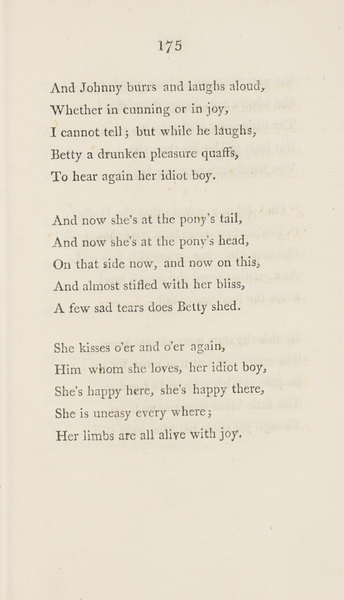 175
And Johnny burrs and laughs aloud,
Whether in cunning or in joy,
I cannot tell; but while he laughs,
Betty a drunken pleasure quaffs,
To hear again her idiot boy.
And now she's at the pony's tail,
And now she's at the pony's head,
On that side now, and now on this,
And almost stifled with her bliss,
A few sad tears does Betty shed.
She kisses o'er and o'er again,
Him whom she loves, her idiot boy,
She's happy here, she's happy there,
She is uneasy every where;
Her limbs are all alive with joy.